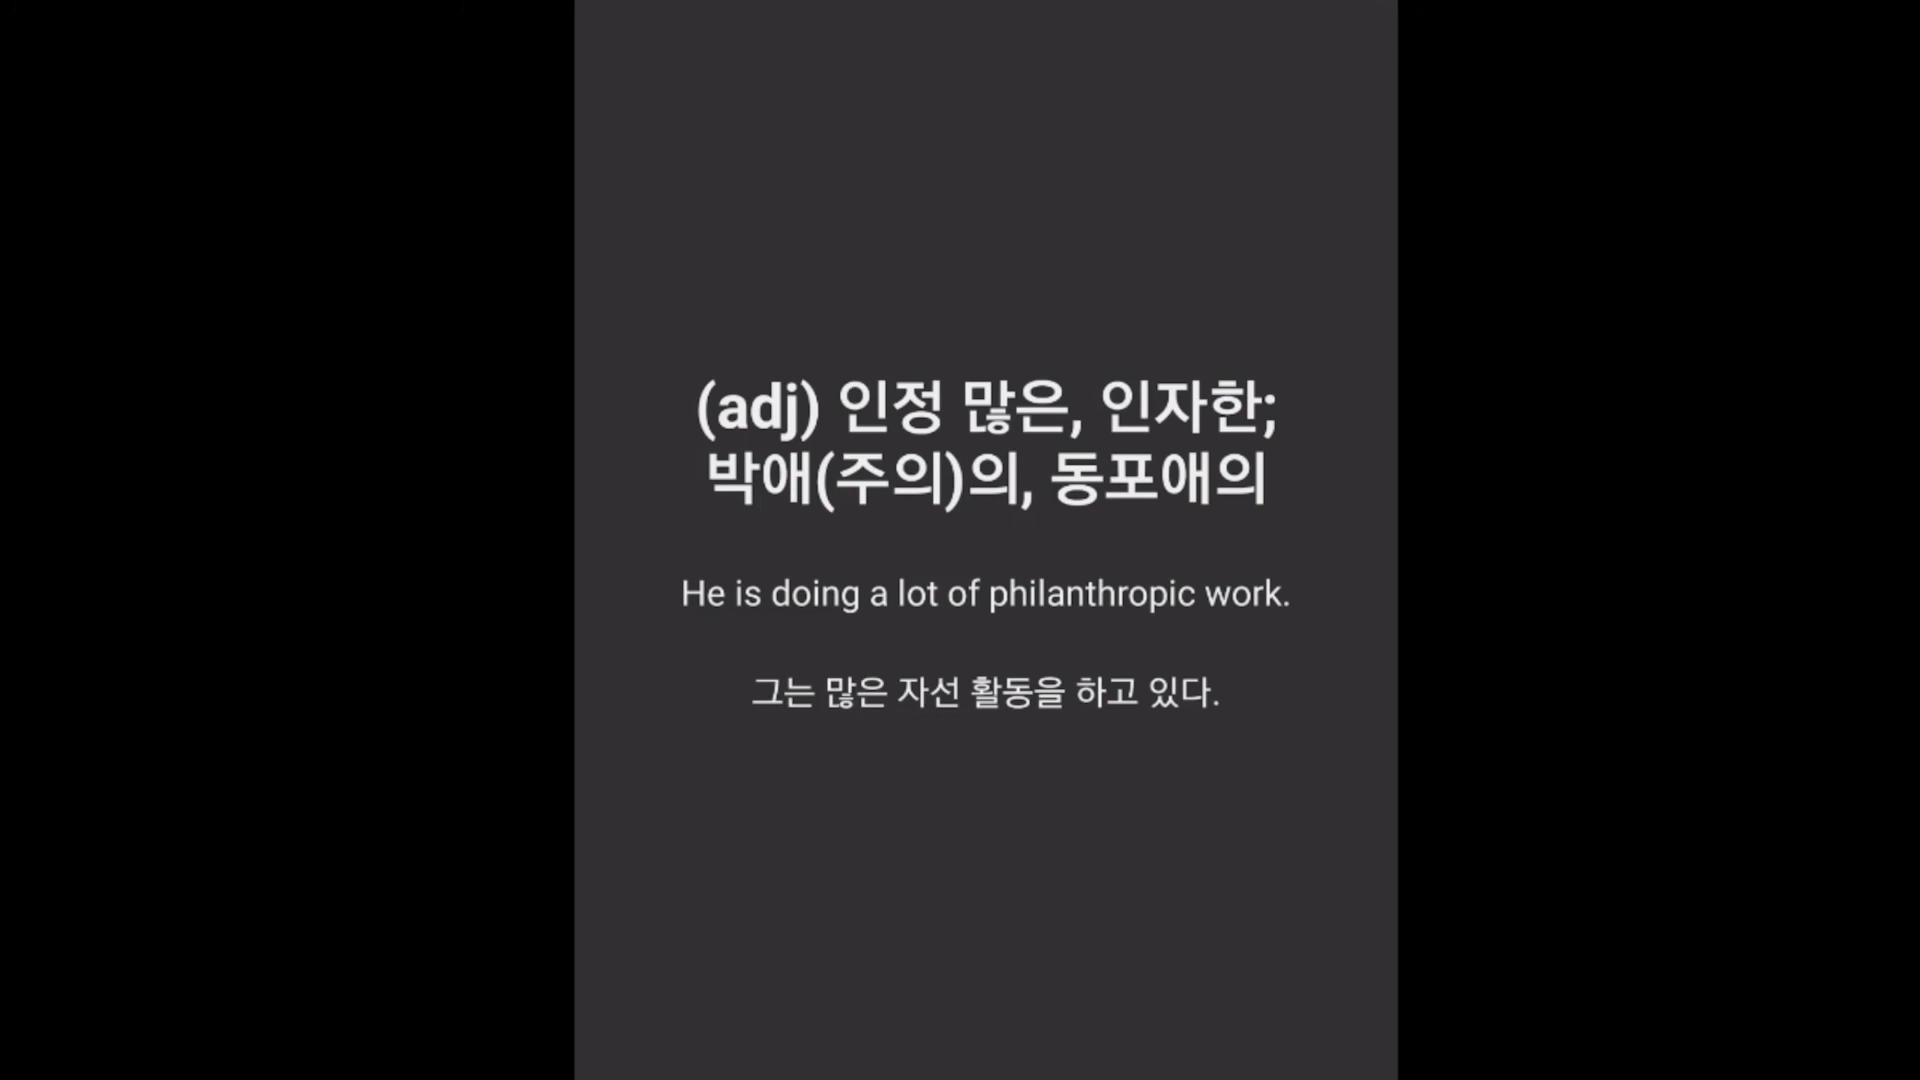 (adj) 인정 많은, 인자한;
박애(주의)의, 동포애의
He is doing a lot of philanthropic work.
그는 많은 자선 활동을 하고 있다.